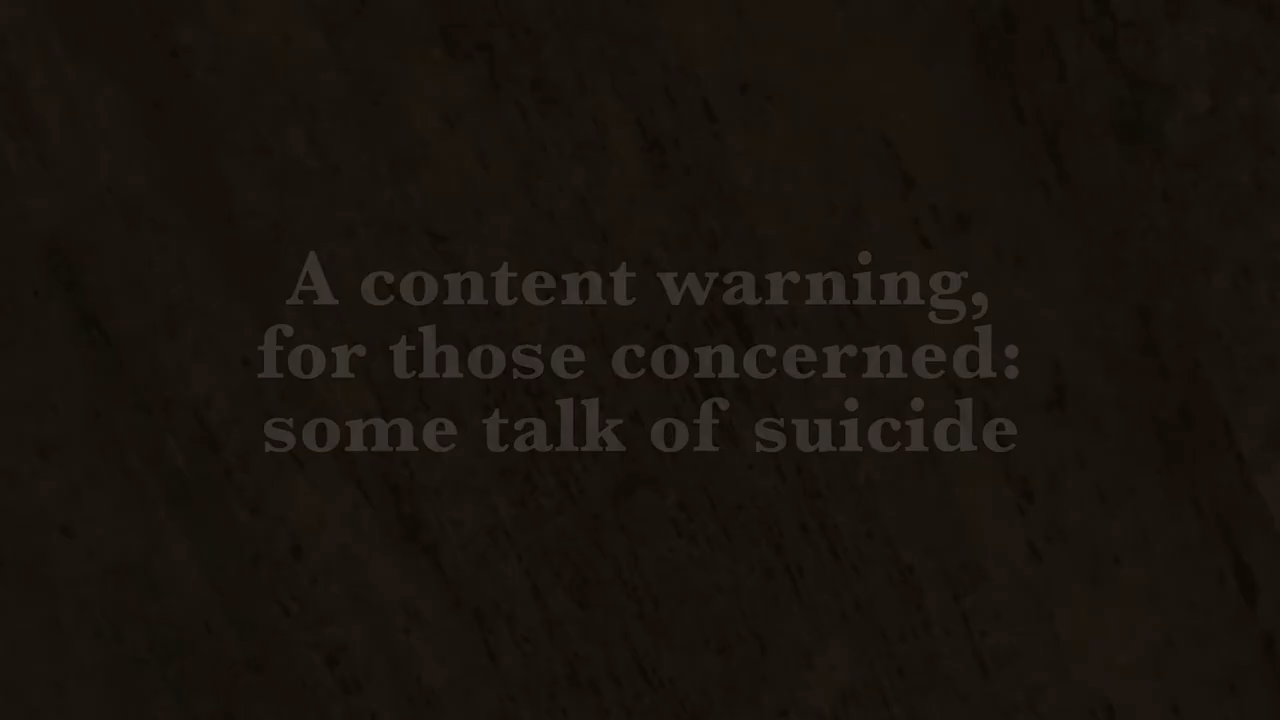 A content warning,
for those concerned:
some talk of suicide